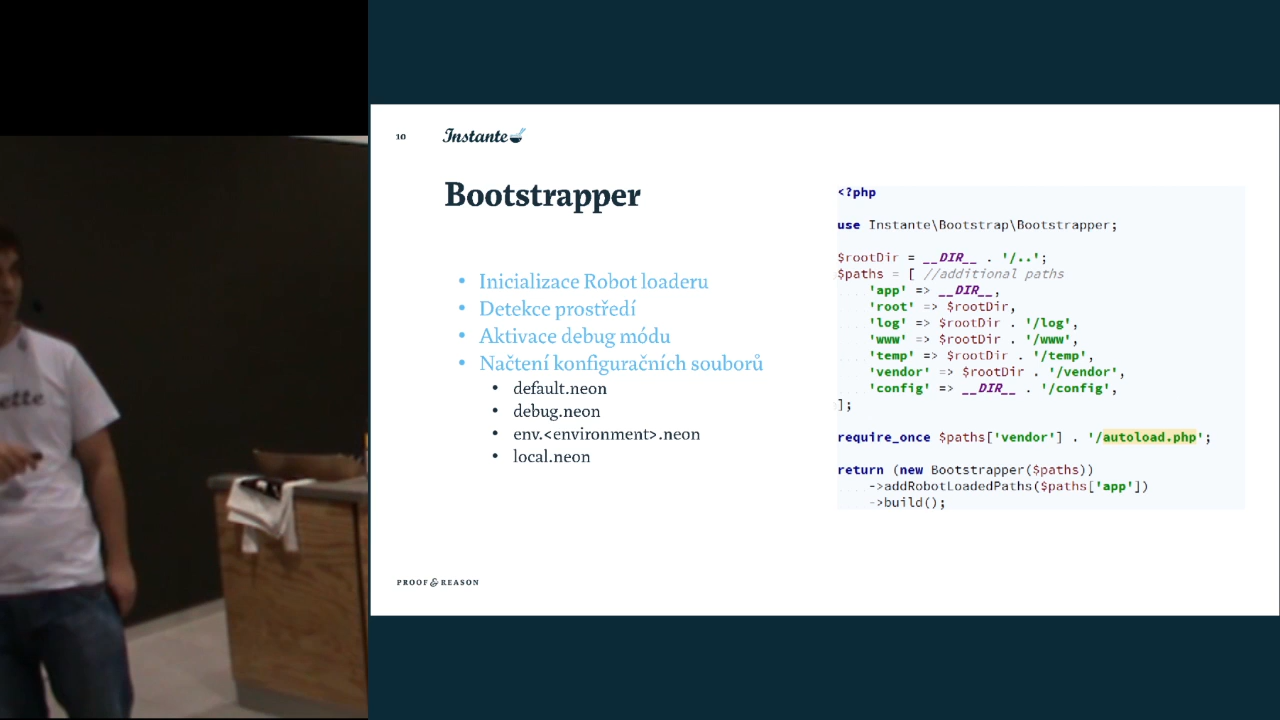 10
Instante
Bootstrapper
• Inicializace Robot loaderu
• Detekce prostředí
• Aktivace debug módu
• Načtení konfiguračních souborů
• default.neon
• debug.neon
• env.<environment>.neon
• local.neon
<?php
use Instante\Bootstrap\Bootstrapper;
$rootDir = __DIR__ . '/..';
$paths = [ //additional paths
'app' => __DIR__,
'root' => $rootDir,
'log' => $rootDir . '/log',
'www' => $rootDir . '/www',
'temp' => $rootDir . '/temp',
'vendor' => $rootDir . '/vendor',
'config' => __DIR__ . '/config',
];
require_once $paths['vendor'] . '/autoload.php';
return (new Bootstrapper($paths))
->addRobotLoadedPaths($paths['app'])
->build();
PROOF & REASON